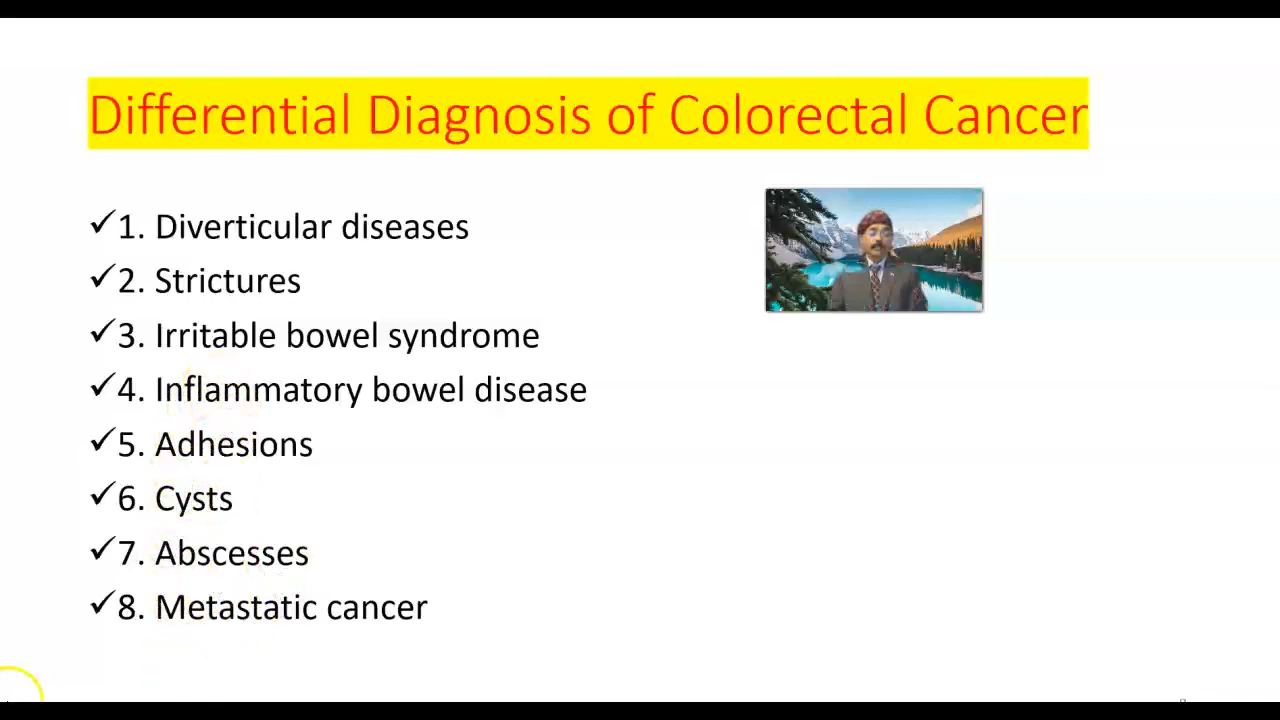 Differential Diagnosis of Colorectal Cancer
✓1. Diverticular diseases
✓2. Strictures
✓3. Irritable bowel syndrome
✓4. Inflammatory bowel disease
✓5. Adhesions
✓6. Cysts
✓7. Abscesses
✓8. Metastatic cancer